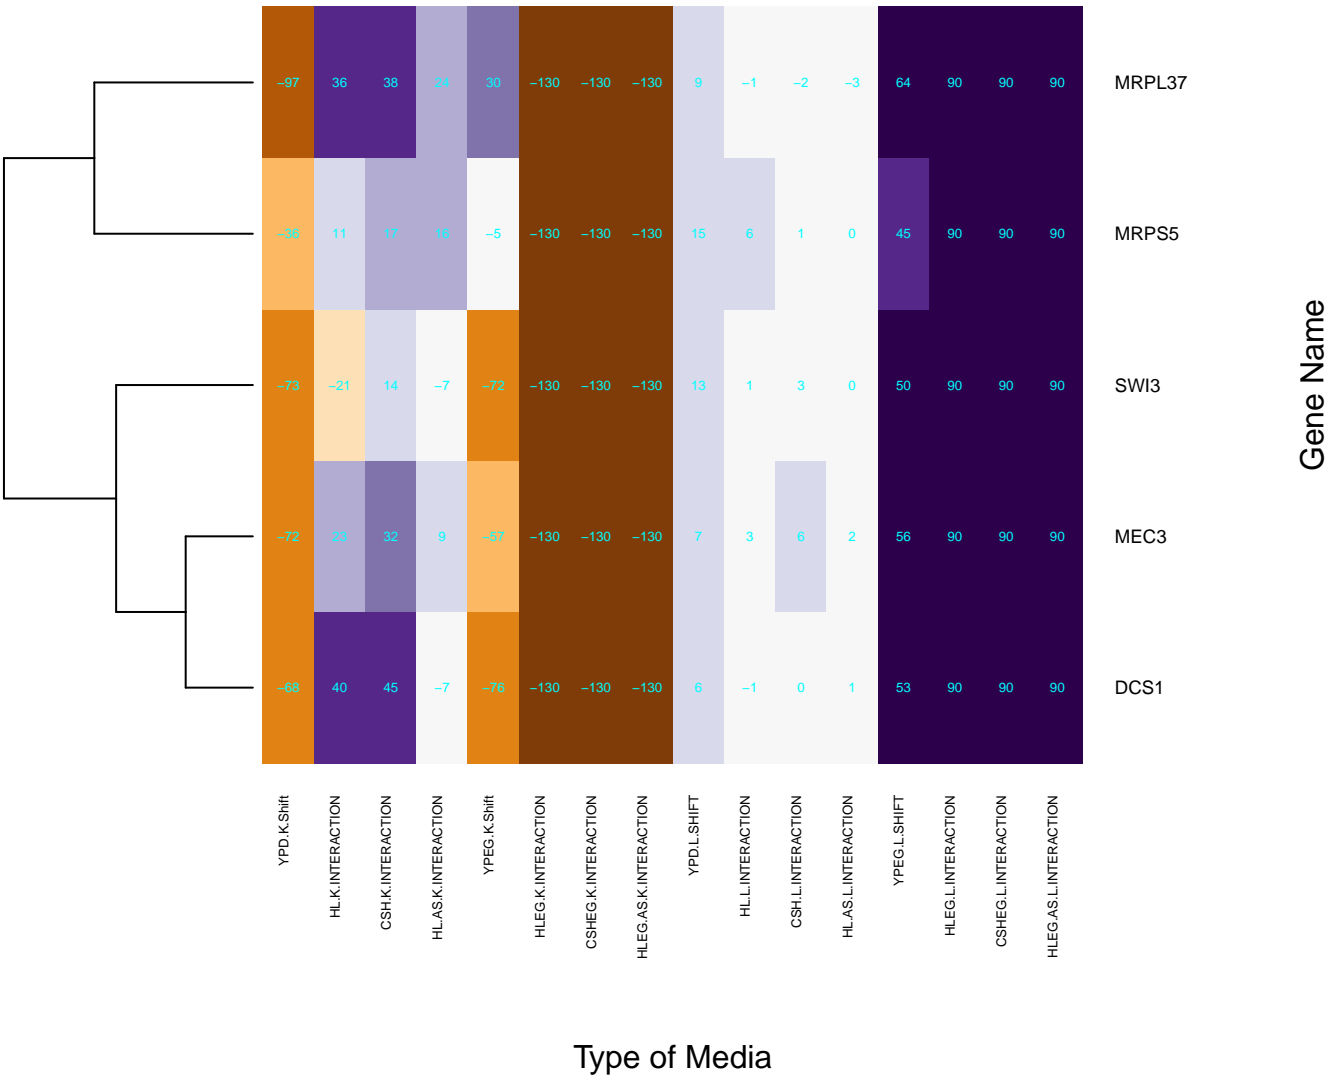 −97 36 38 24 30 −130 −130 −130 9 −1 −2 −3 64 90 90 90 MRPL37
11 17 −5 −130 −130 −130 15 6 1 0 45 90 90 90 MRPS5
−73 −21 14 −7 −72 −130 −130 −130 13 1 3 0 50 90 90 90 SWI3
−72 32 9 −57 −130 −130 −130 7 3 6 2 56 90 90 90 MEC3
−68 40 45 −7 −76 −130 −130 −130 6 −1 0 1 53 90 90 90 DCS1
Gene Name
YPD.K.Shift
HL.K.INTERACTION
CSH.K.INTERACTION
HL.AS.K.INTERACTION
YPEG.K.Shift
HLEG.K.INTERACTION
CSHEG.K.INTERACTION
HLEG.AS.K.INTERACTION
YPD.L.SHIFT
HL.L.INTERACTION
CSH.L.INTERACTION
HL.AS.L.INTERACTION
YPEG.L.SHIFT
HLEG.L.INTERACTION
CSHEG.L.INTERACTION
HLEG.AS.L.INTERACTION
Type of Media